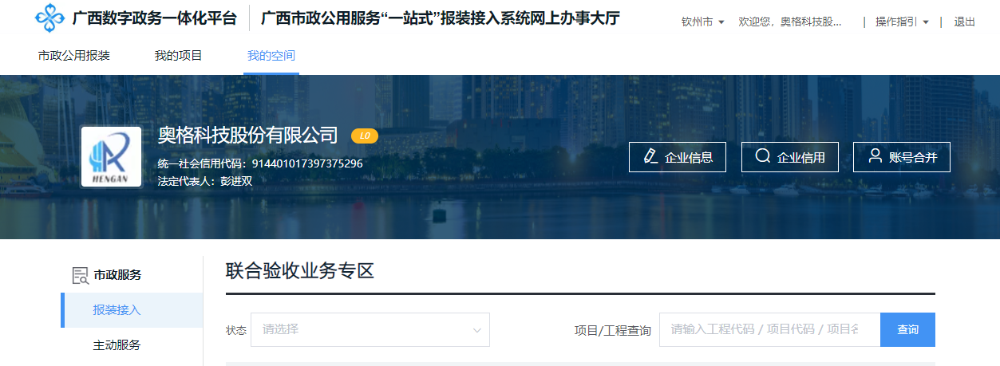 广西数字政务一体化平台
广西市政公用服务“一站式”报装接入系统网上办事大厅
钦州市
欢迎您，奥格科技股...
|
操作指引
|
退出
市政公用报装
我的项目
我的空间
HENGAN
奥格科技股份有限公司
L0
统一社会信用代码：914401017397375296
法定代表人：彭进双
企业信息
企业信用
账号合并
市政服务
报装接入
主动服务
联合验收业务专区
状态
请选择
项目/工程查询
请输入工程代码 / 项目代码 / 项目名
查询